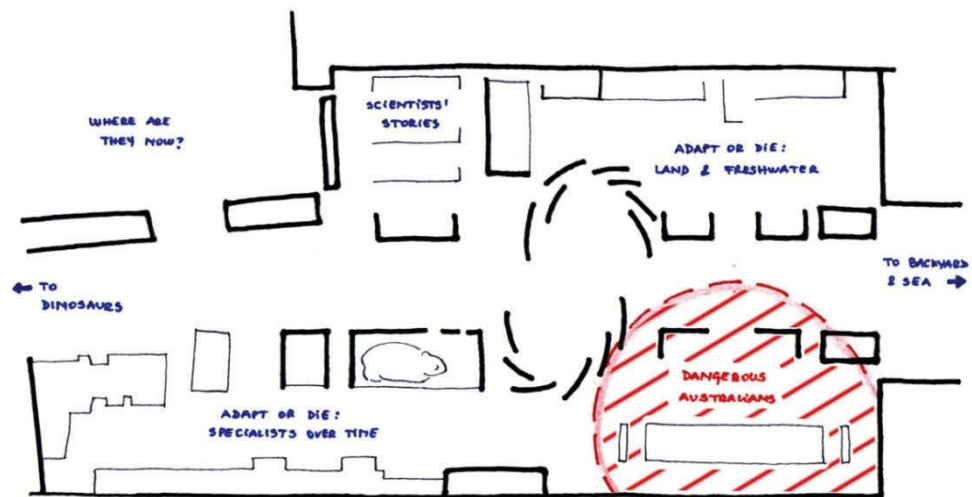 WHERE ARE
THEY NOW?
SCIENTISTS'
STORIES
ADAPT OR DIE:
LAND & FRESHWATER
← TO
DINOSAURS
TO BACKYARD
& SEA →
DANGEROUS
AUSTRALIANS
ADAPT OR DIE:
SPECIALISTS OVER TIME